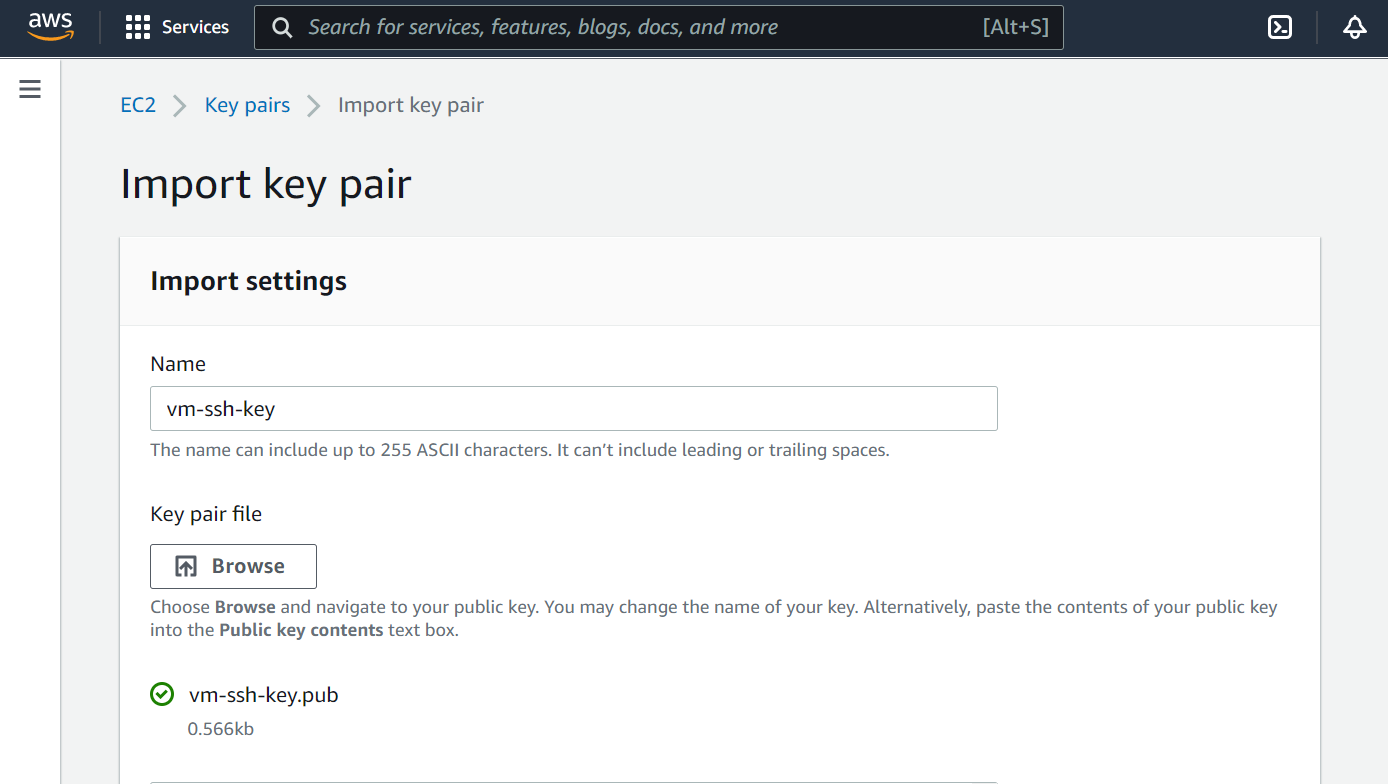 aws
Services
Search for services, features, blogs, docs, and more
[Alt+S]
EC2
Key pairs
Import key pair
Import key pair
Import settings
Name
vm-ssh-key
The name can include up to 255 ASCII characters. It can’t include leading or trailing spaces.
Key pair file
Browse
Choose Browse and navigate to your public key. You may change the name of your key. Alternatively, paste the contents of your public key
into the Public key contents text box.
vm-ssh-key.pub
0.566kb